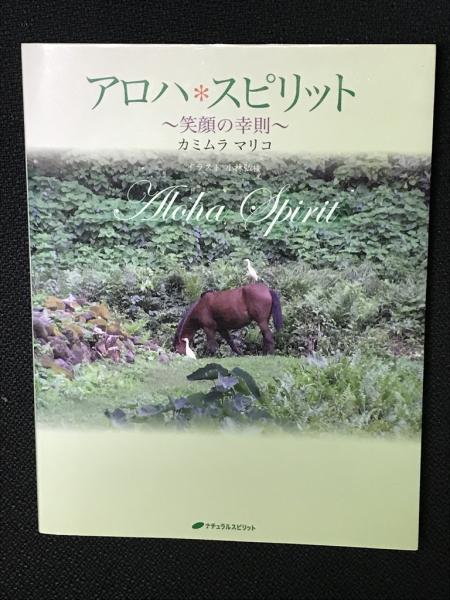 アロハ*スピリット
～笑顔の幸則～
カミムラ マリコ
Aloha Spirit
ナチュラルスピリット